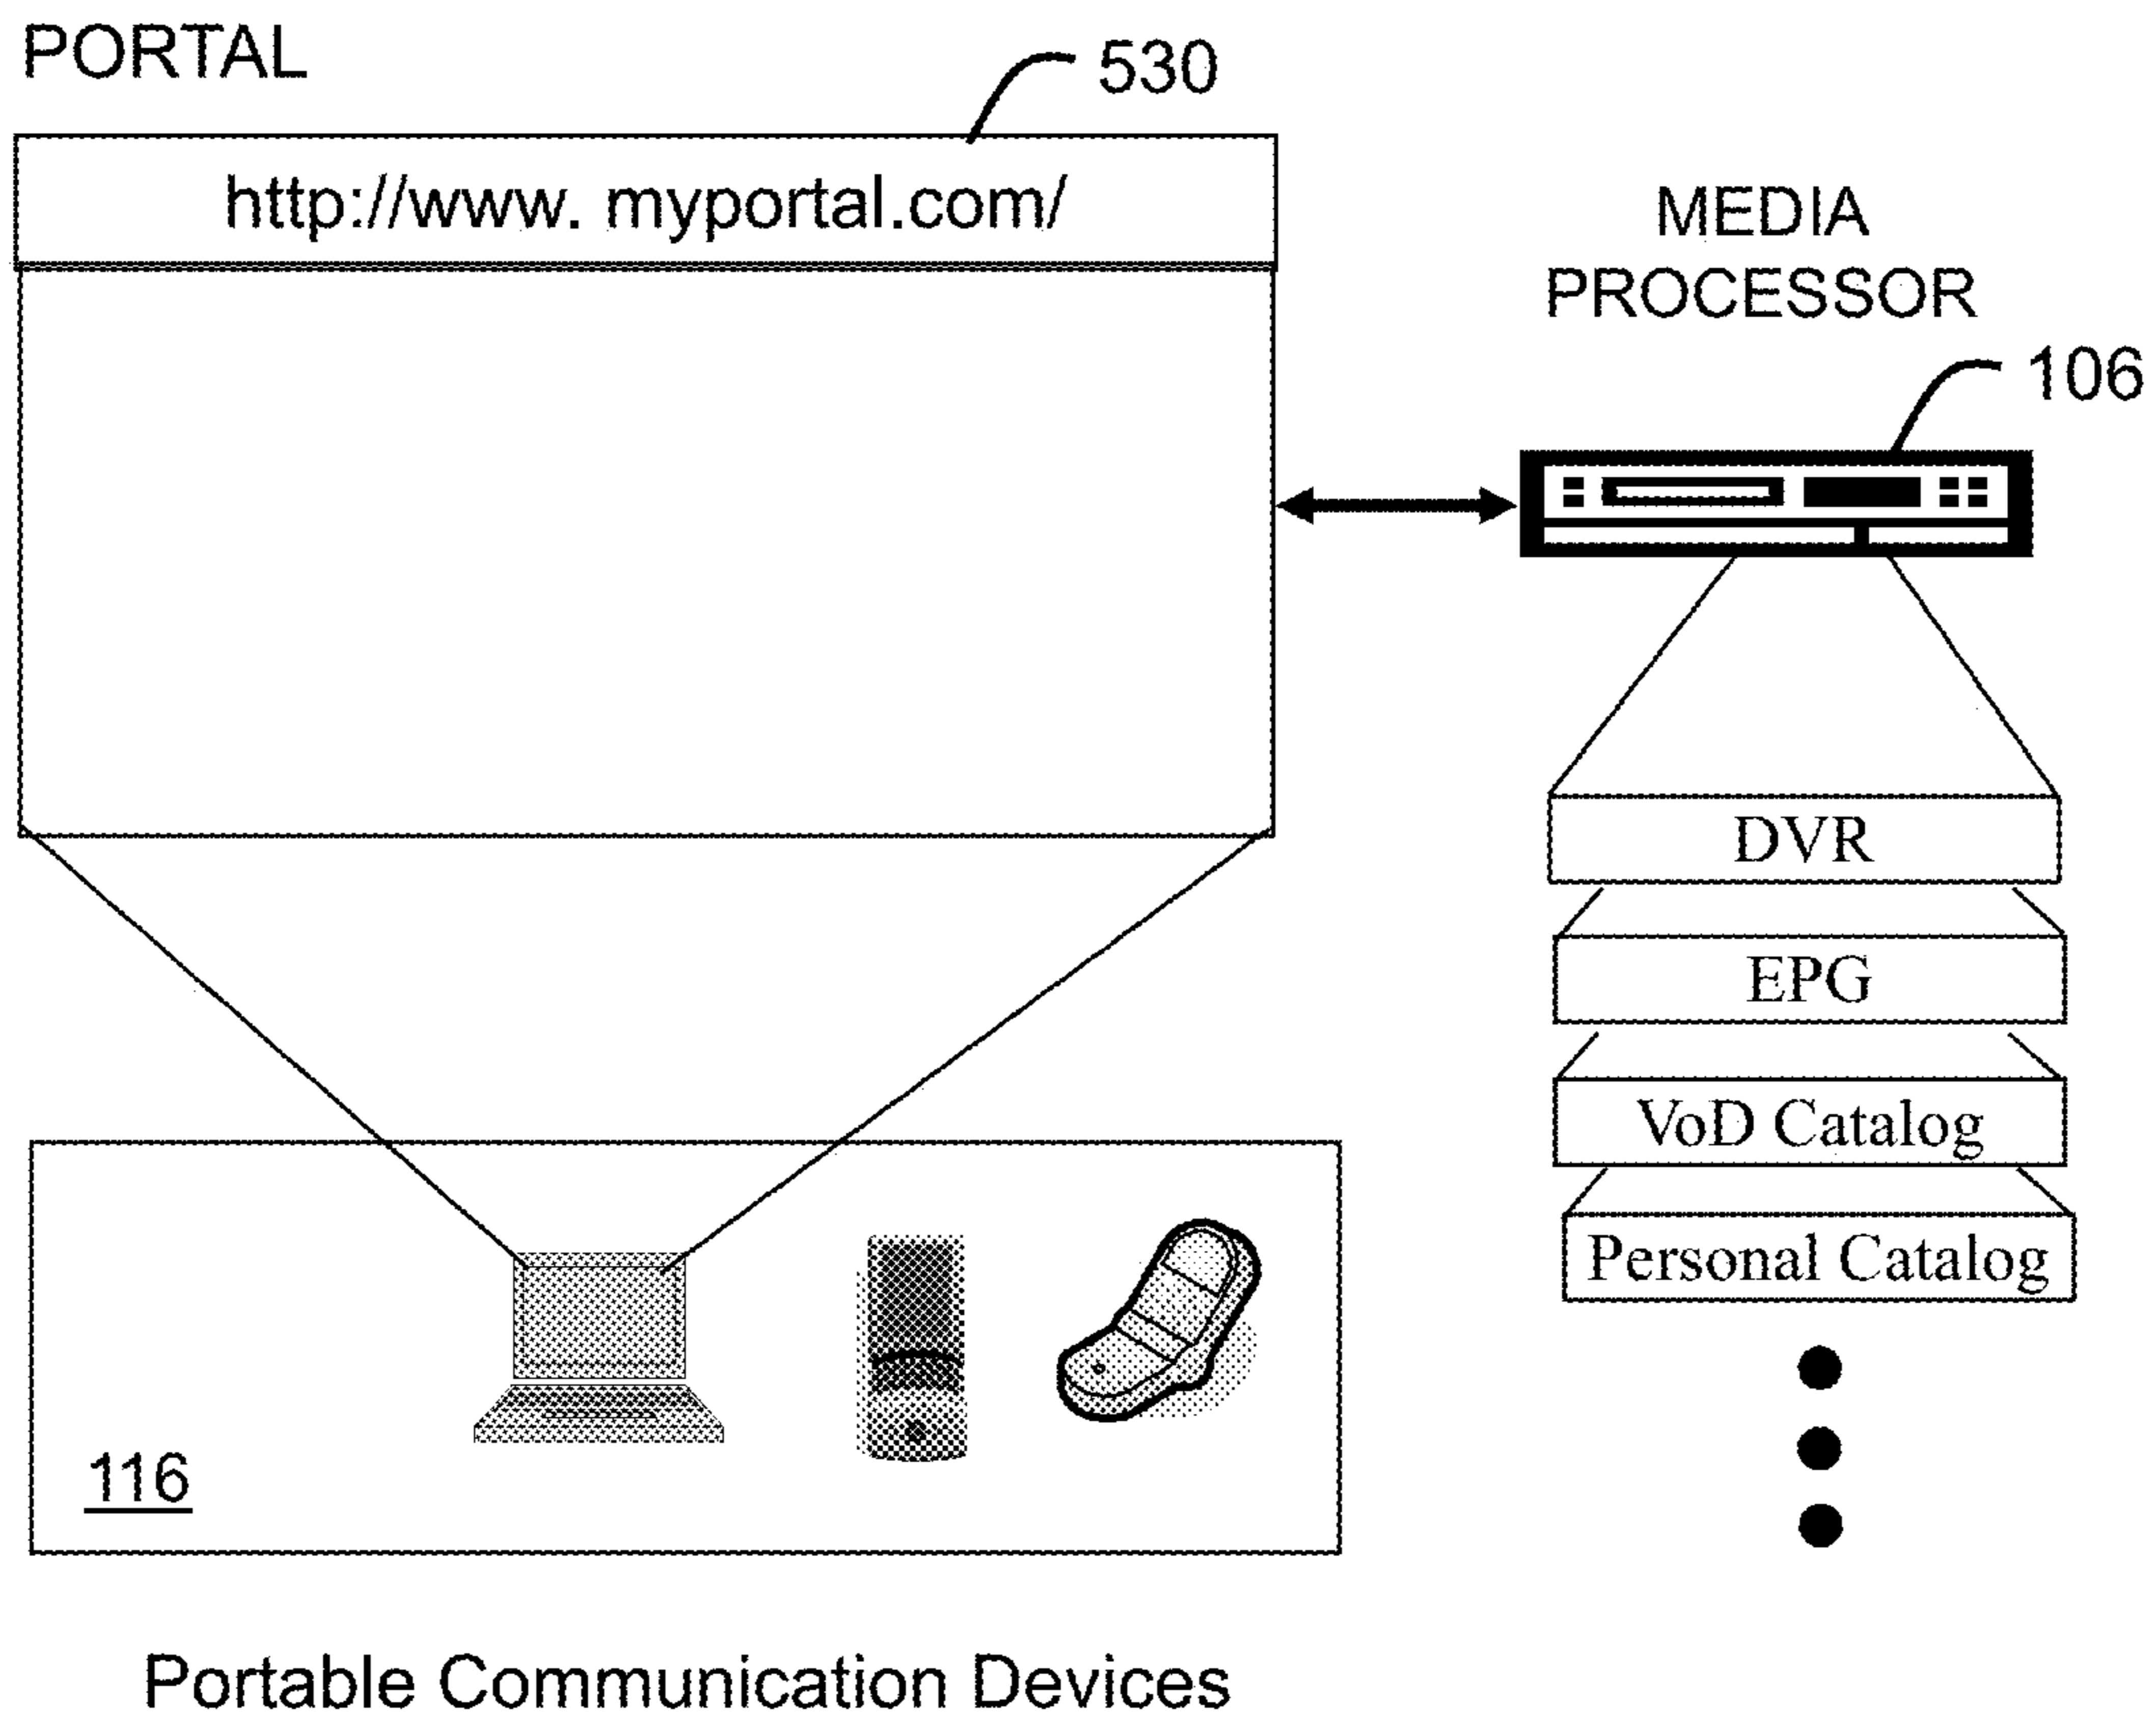 PORTAL
530
http://www. myportal.com/
MEDIA
PROCESSOR
106
DVR
EPG
VoD Catalog
Personal Catalog
116
Portable Communication Devices